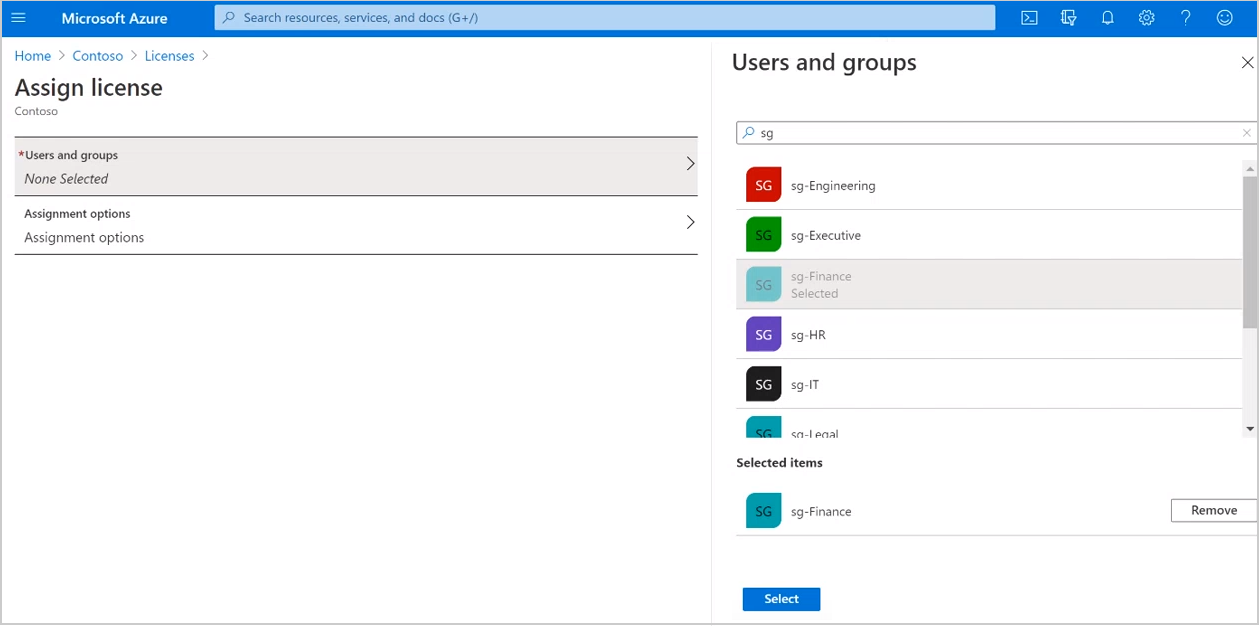 Microsoft Azure
Search resources, services, and docs (G+/)
Home > Contoso > Licenses >
Assign license
Contoso
*Users and groups
None Selected
Assignment options
Assignment options
Users and groups
sg
SG sg-Engineering
SG sg-Executive
SG sg-Finance
Selected
SG sg-HR
SG sg-IT
SG sg-Legal
Selected items
SG sg-Finance
Remove
Select